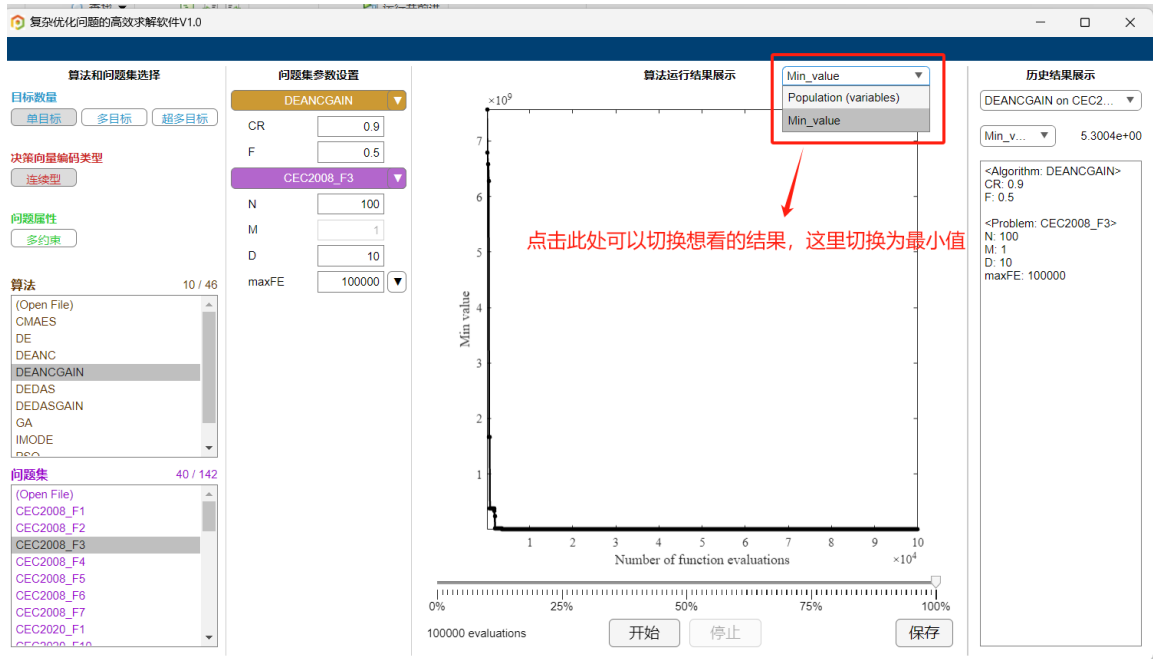 复杂优化问题的高效求解软件V1.0
算法和问题集选择
目标数量
单目标 多目标 超多目标
决策向量编码类型
连续型
问题属性
多约束
算法 10 / 46
(Open File)
CMAES
DE
DEANC
DEANCGAIN
DEDAS
DEDASGAIN
GA
IMODE
问题集 40 / 142
(Open File)
CEC2008_F1
CEC2008_F2
CEC2008_F3
CEC2008_F4
CEC2008_F5
CEC2008_F6
CEC2008_F7
CEC2020_F1
CEC2020_F10
问题集参数设置
DEANCGAIN
CR 0.9
F 0.5
CEC2008_F3
N 100
M 1
D 10
maxFE 100000
算法运行结果展示
Min_value
Population (variables)
Min_value
点击此处可以切换想看的结果，这里切换为最小值
×10⁹
7
6
5
4
3
2
1
Min value
1 2 3 4 5 6 7 8 9 10
Number of function evaluations ×10⁴
0% 25% 50% 75% 100%
100000 evaluations 开始 停止 保存
历史结果展示
DEANCGAIN on CEC2...
Min_v... 5.3004e+00
<Algorithm: DEANCGAIN>
CR: 0.9
F: 0.5
<Problem: CEC2008_F3>
N: 100
M: 1
D: 10
maxFE: 100000